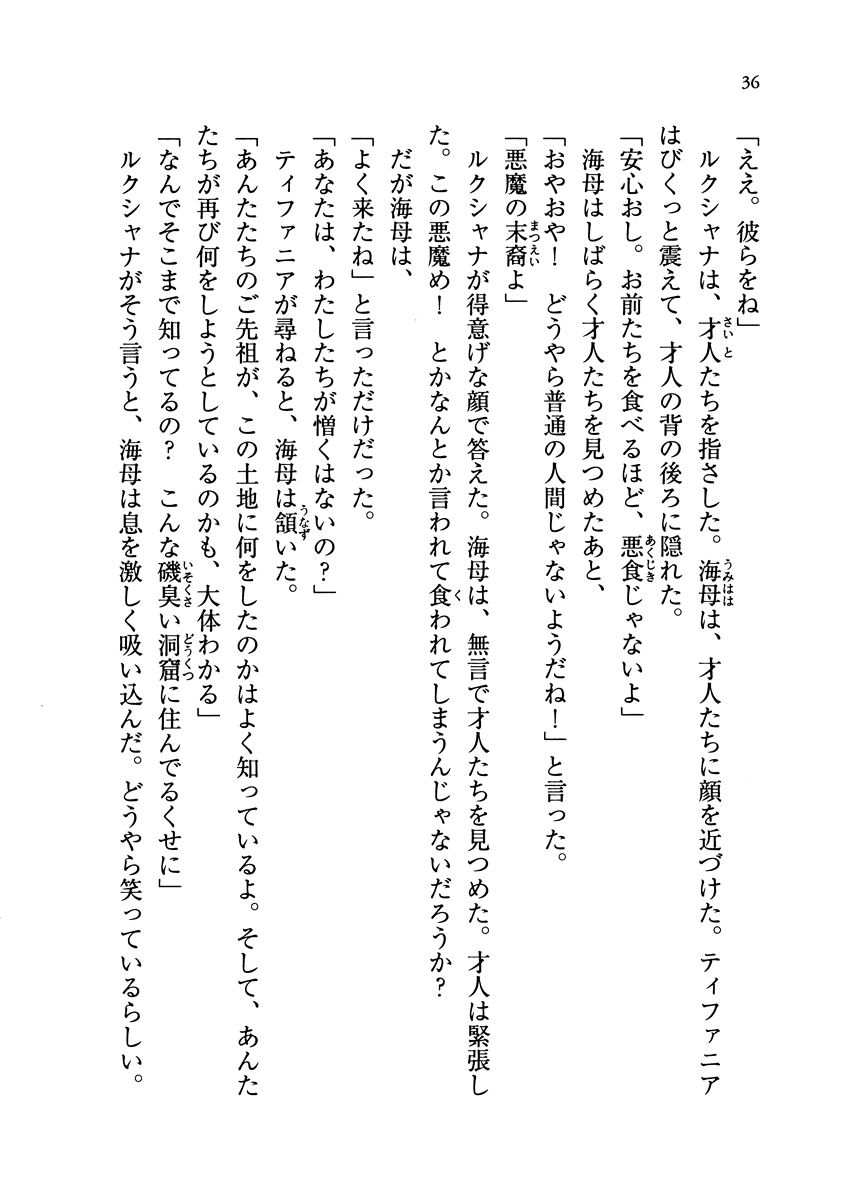 36
「ええ。彼らをね」
　ルクシャナは、才人たちを指さした。海母は、才人たちに顔を近づけた。ティファニア
はびくっと震えて、才人の背の後ろに隠れた。
「安心おし。お前たちを食べるほど、悪食じゃないよ」
　海母はしばらく才人たちを見つめたあと、
「おやおや！　どうやら普通の人間じゃないようだね！」と言った。
「悪魔の末裔よ」
　ルクシャナが得意げな顔で答えた。海母は、無言で才人たちを見つめた。才人は緊張し
た。この悪魔め！　とかなんとか言われて食われてしまうんじゃないだろうか？
　だが海母は、
「よく来たね」と言っただけだった。
「あなたは、わたしたちが憎くはないの？」
　ティファニアが尋ねると、海母は頷いた。
「あんたたちのご先祖が、この土地に何をしたのかはよく知っているよ。そして、あんた
たちが再び何をしようとしているのかも、大体わかる」
「なんでそこまで知ってるの？　こんな磯臭い洞窟に住んでるくせに」
　ルクシャナがそう言うと、海母は息を激しく吸い込んだ。どうやら笑っているらしい。